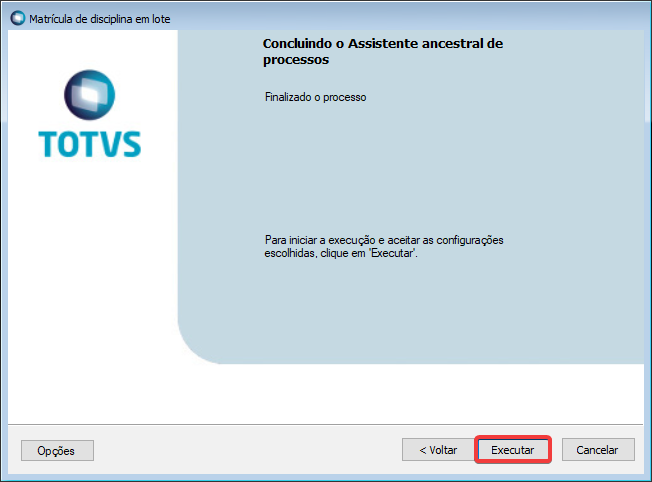 Matrícula de disciplina em lote
Concluindo o Assistente ancestral de
processos
Finalizado o processo
TOTVS
Para iniciar a execução e aceitar as configurações
escolhidas, clique em 'Executar'.
Opções
< Voltar
Executar
Cancelar